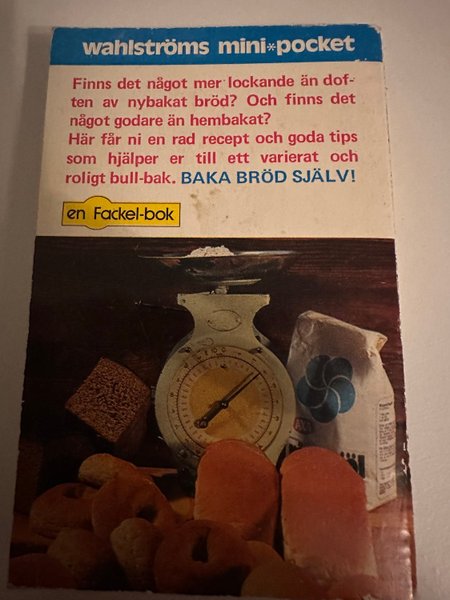 wahlströms mini*pocket
Finns det något mer lockande än dof-
ten av nybakat bröd? Och finns det
något godare än hembakat?
Här får ni en rad recept och goda tips
som hjälper er till ett varierat och
roligt bull-bak. BAKA BRÖD SJÄLV!
en Fackel-bok